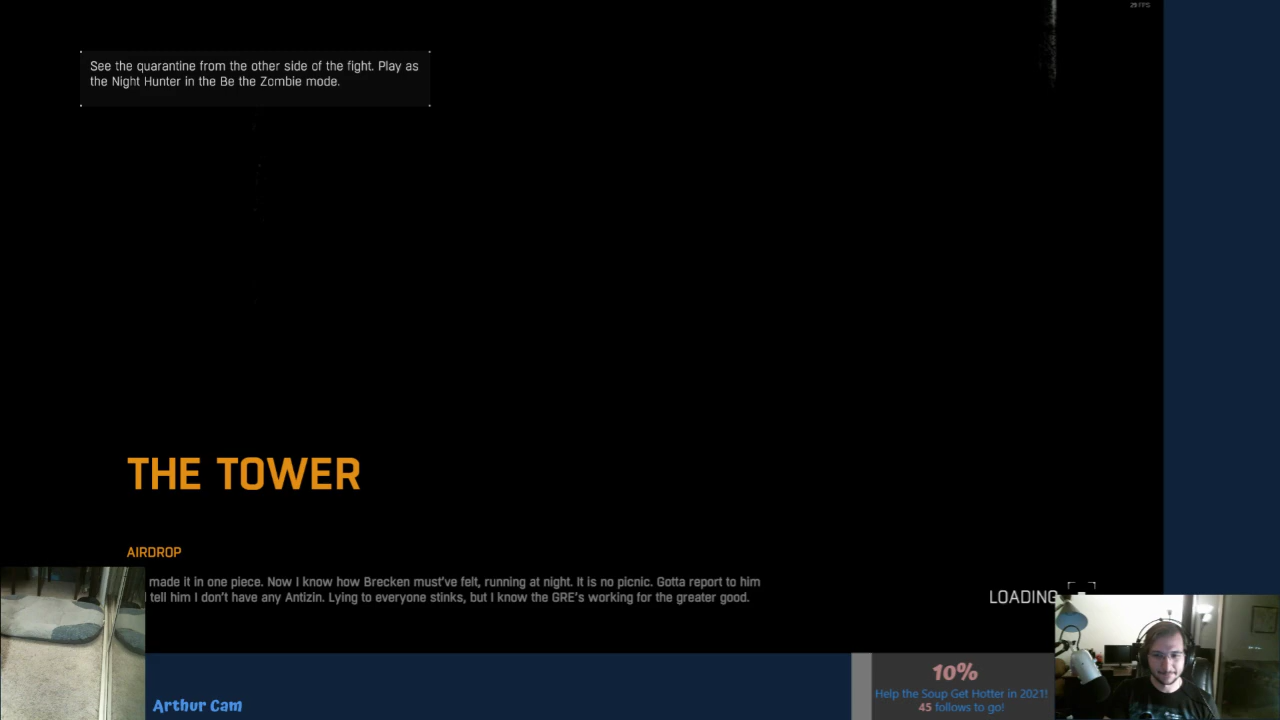 29 FPS
See the quarantine from the other side of the fight. Play as
the Night Hunter in the Be the Zombie mode.
THE TOWER
AIRDROP
made it in one piece. Now I know how Brecken must've felt, running at night. It is no picnic. Gotta report to him
tell him I don't have any Antizin. Lying to everyone stinks, but I know the GRE's working for the greater good.
LOADING
10%
Help the Soup Get Hotter in 2021!
45 follows to go!
Arthur Cam